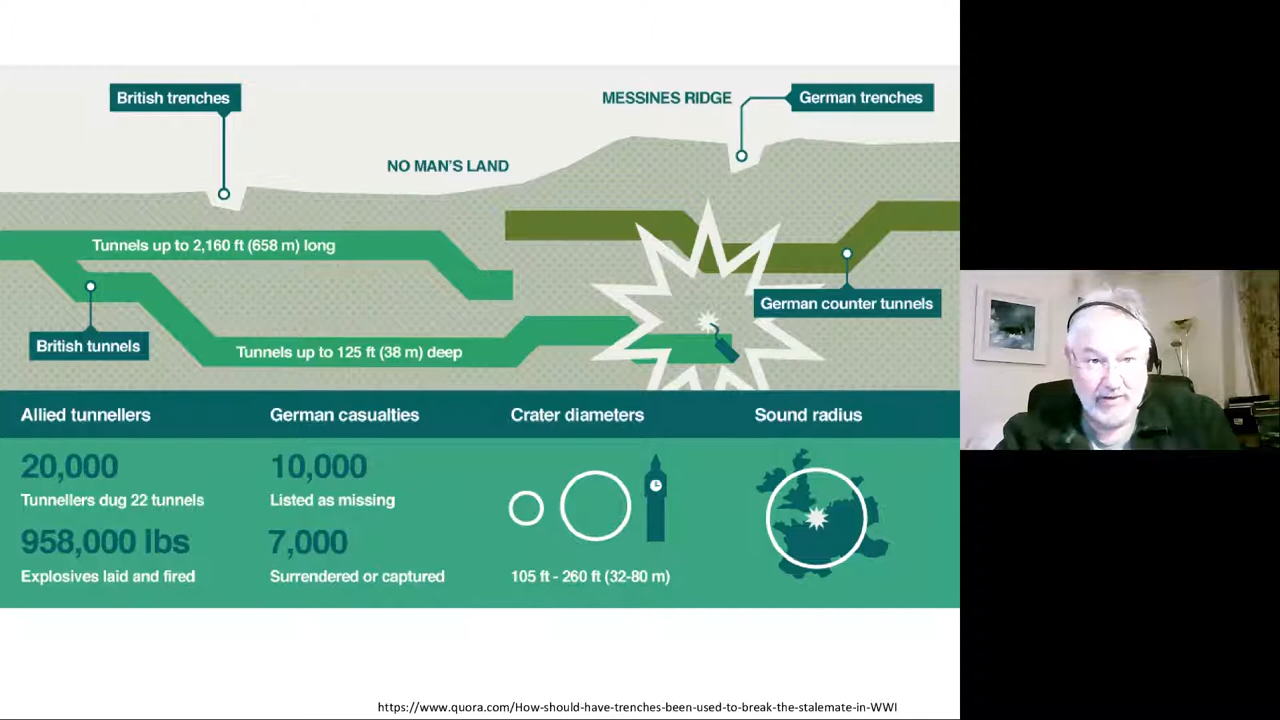 British trenches
MESSINES RIDGE
German trenches
NO MAN'S LAND
Tunnels up to 2,160 ft (658 m) long
German counter tunnels
British tunnels
Tunnels up to 125 ft (38 m) deep
Allied tunnellers
German casualties
Crater diameters
Sound radius
20,000
Tunnellers dug 22 tunnels
958,000 lbs
Explosives laid and fired
10,000
Listed as missing
7,000
Surrendered or captured
105 ft - 260 ft (32-80 m)
https://www.quora.com/How-should-have-trenches-been-used-to-break-the-stalemate-in-WWI